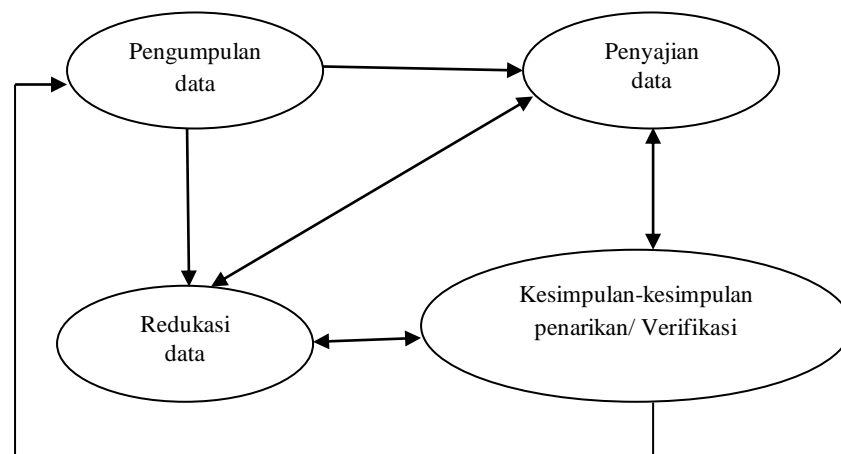 Pengumpulan
data
Penyajian
data
Redukasi
data
Kesimpulan-kesimpulan
penarikan/ Verifikasi